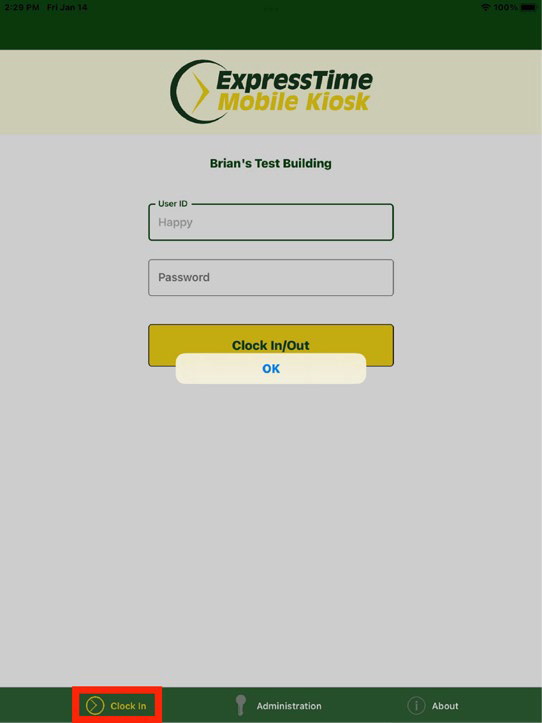 2:29 PM Fri Jan 14
100%
ExpressTime
Mobile Kiosk
Brian's Test Building
User ID
Happy
Password
Clock In/Out
OK
Clock In
Administration
About